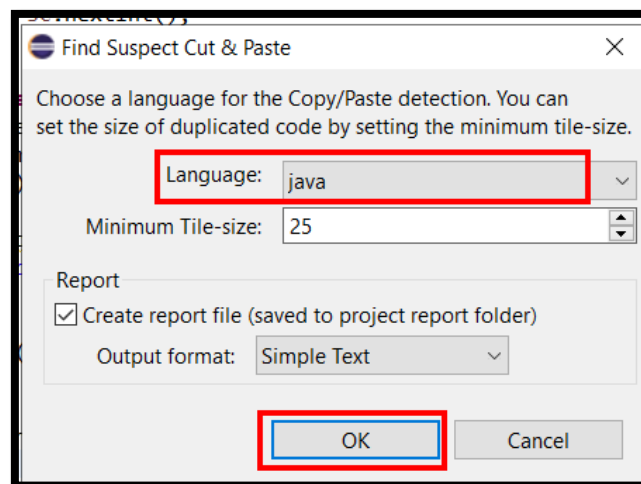 sc.nextInt();
Find Suspect Cut & Paste
Choose a language for the Copy/Paste detection. You can
set the size of duplicated code by setting the minimum tile-size.
Language: java
Minimum Tile-size: 25
Report
Create report file (saved to project report folder)
Output format: Simple Text
OK Cancel